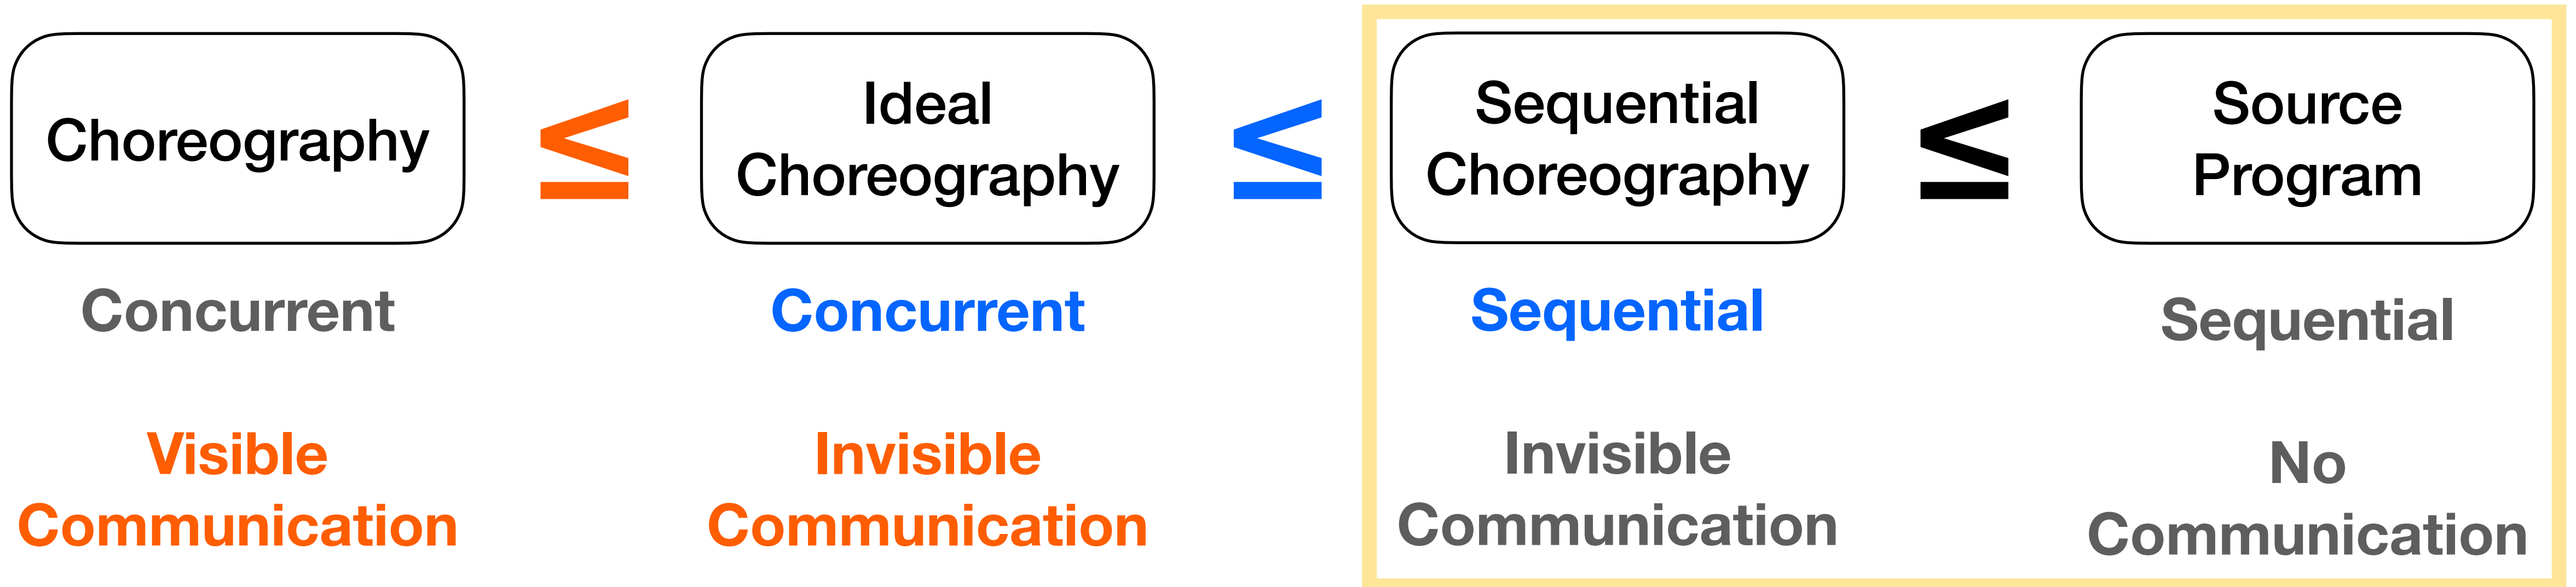 Choreography
≤
Ideal
Choreography
≤
Sequential
Choreography
≤
Source
Program
Concurrent
Concurrent
Sequential
Sequential
Visible
Communication
Invisible
Communication
Invisible
Communication
No
Communication